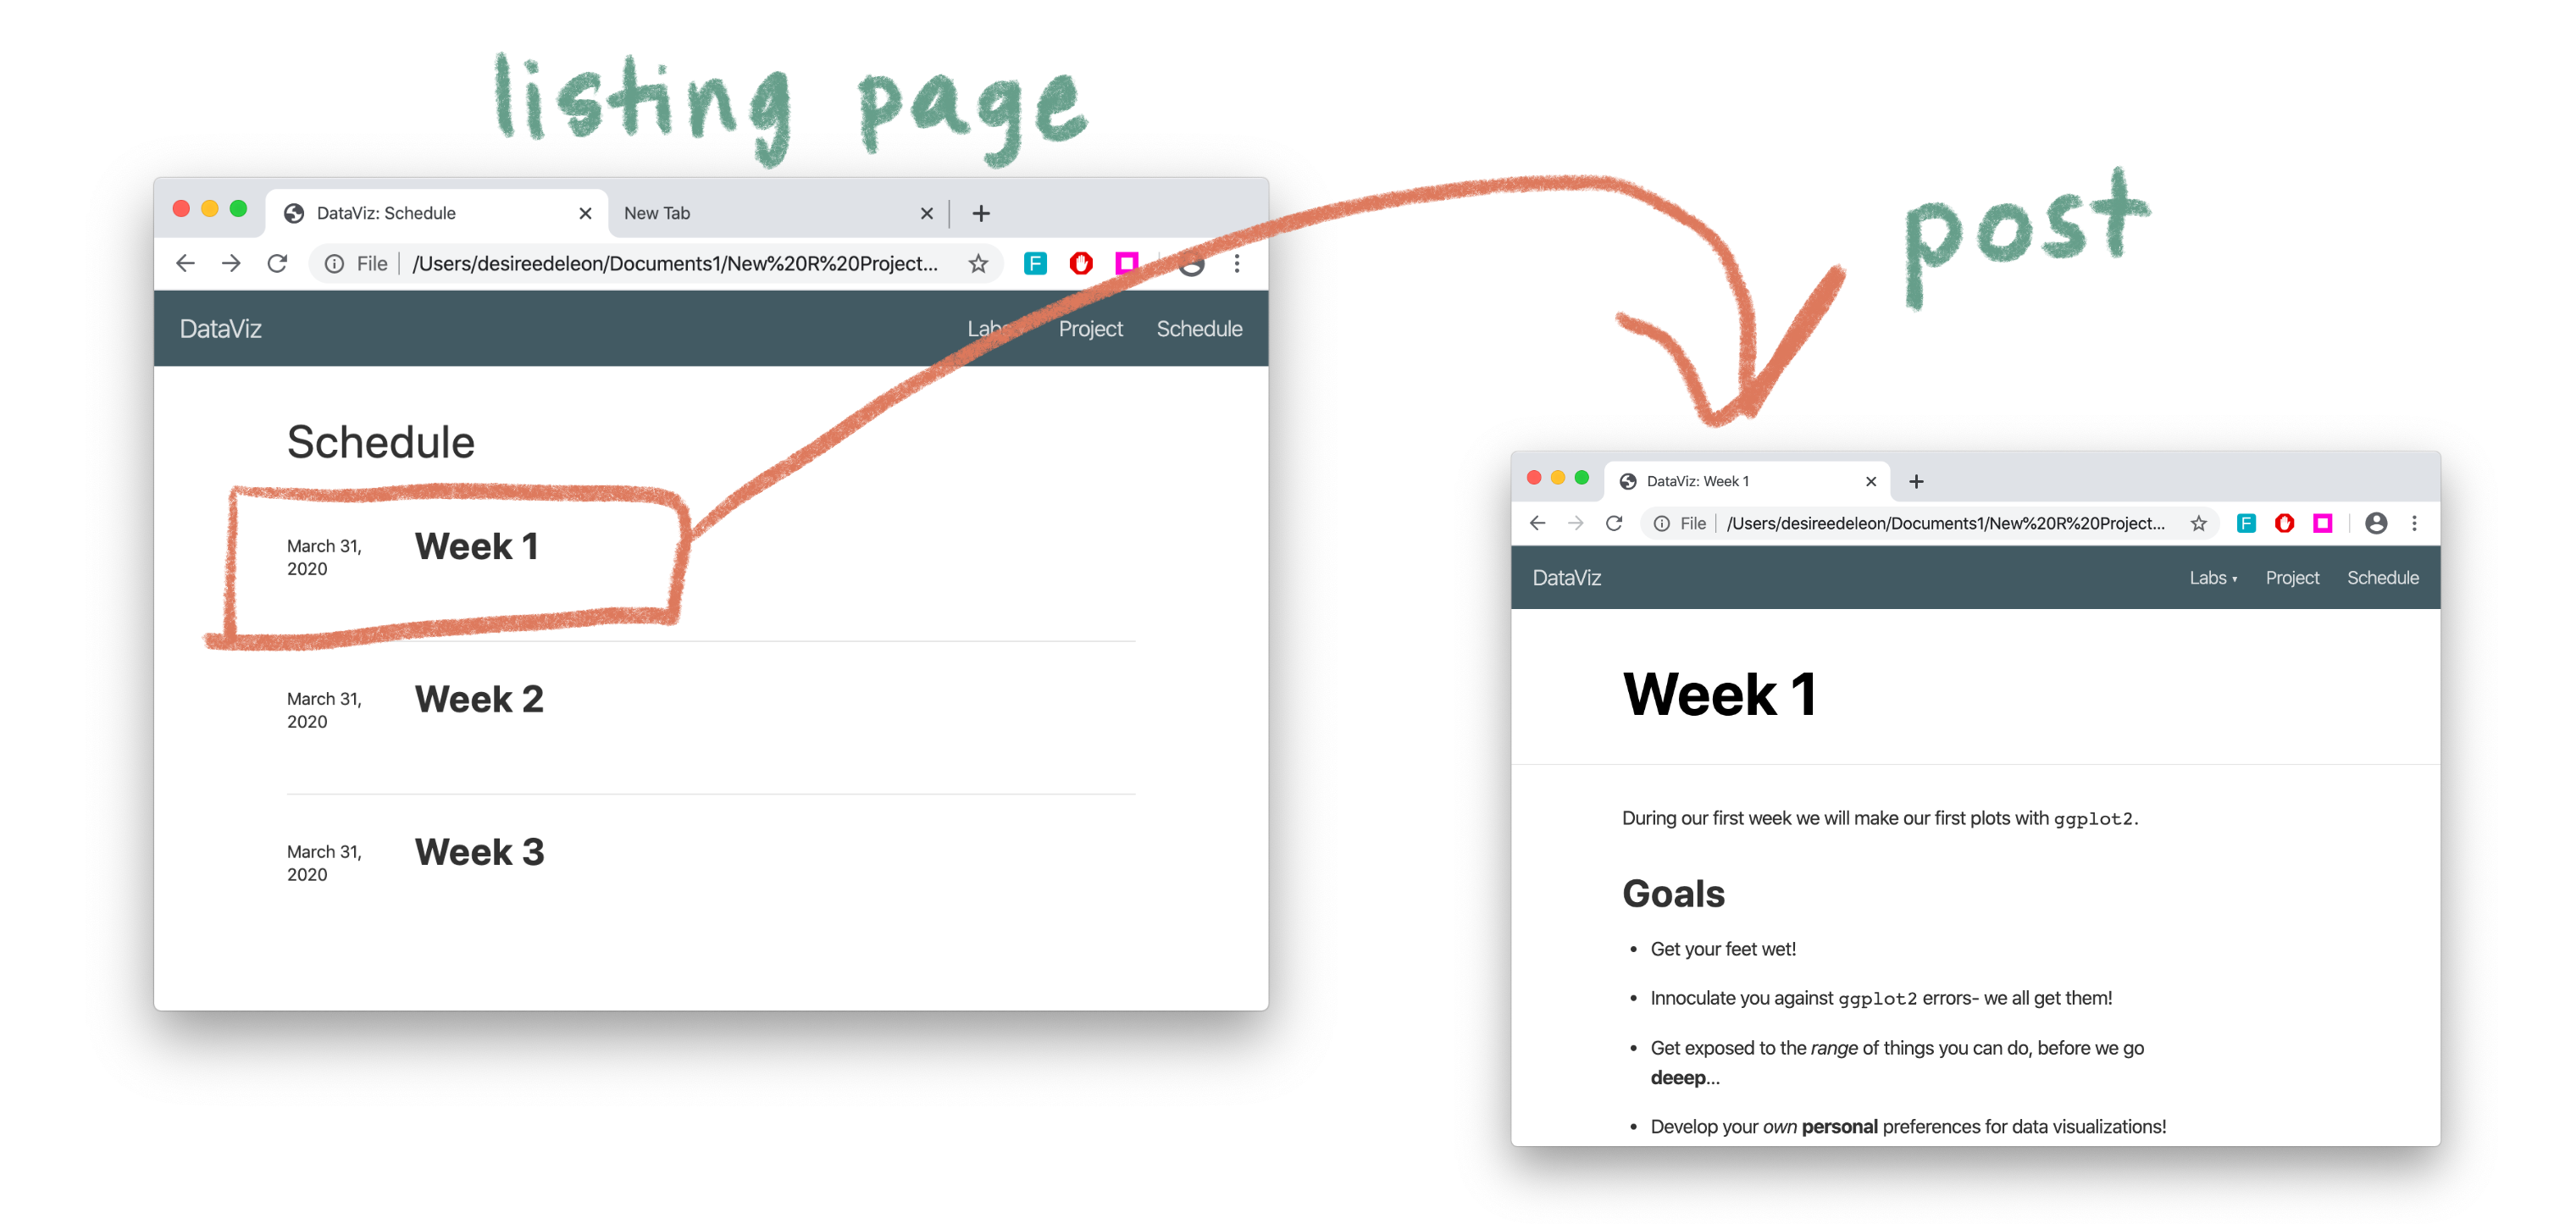 listing page
DataViz: Schedule
New Tab
File
/Users/desireedeleon/Documents1/New%20R%20Project...
F
DataViz
Labs
Project
Schedule
Schedule
March 31,
2020
Week 1
March 31,
2020
Week 2
March 31,
2020
Week 3
post
DataViz: Week 1
File
/Users/desireedeleon/Documents1/New%20R%20Project...
F
DataViz
Labs
Project
Schedule
Week 1
During our first week we will make our first plots with ggplot2.
Goals
• Get your feet wet!
• Innoculate you against ggplot2 errors- we all get them!
• Get exposed to the range of things you can do, before we go
deeep...
• Develop your own personal preferences for data visualizations!